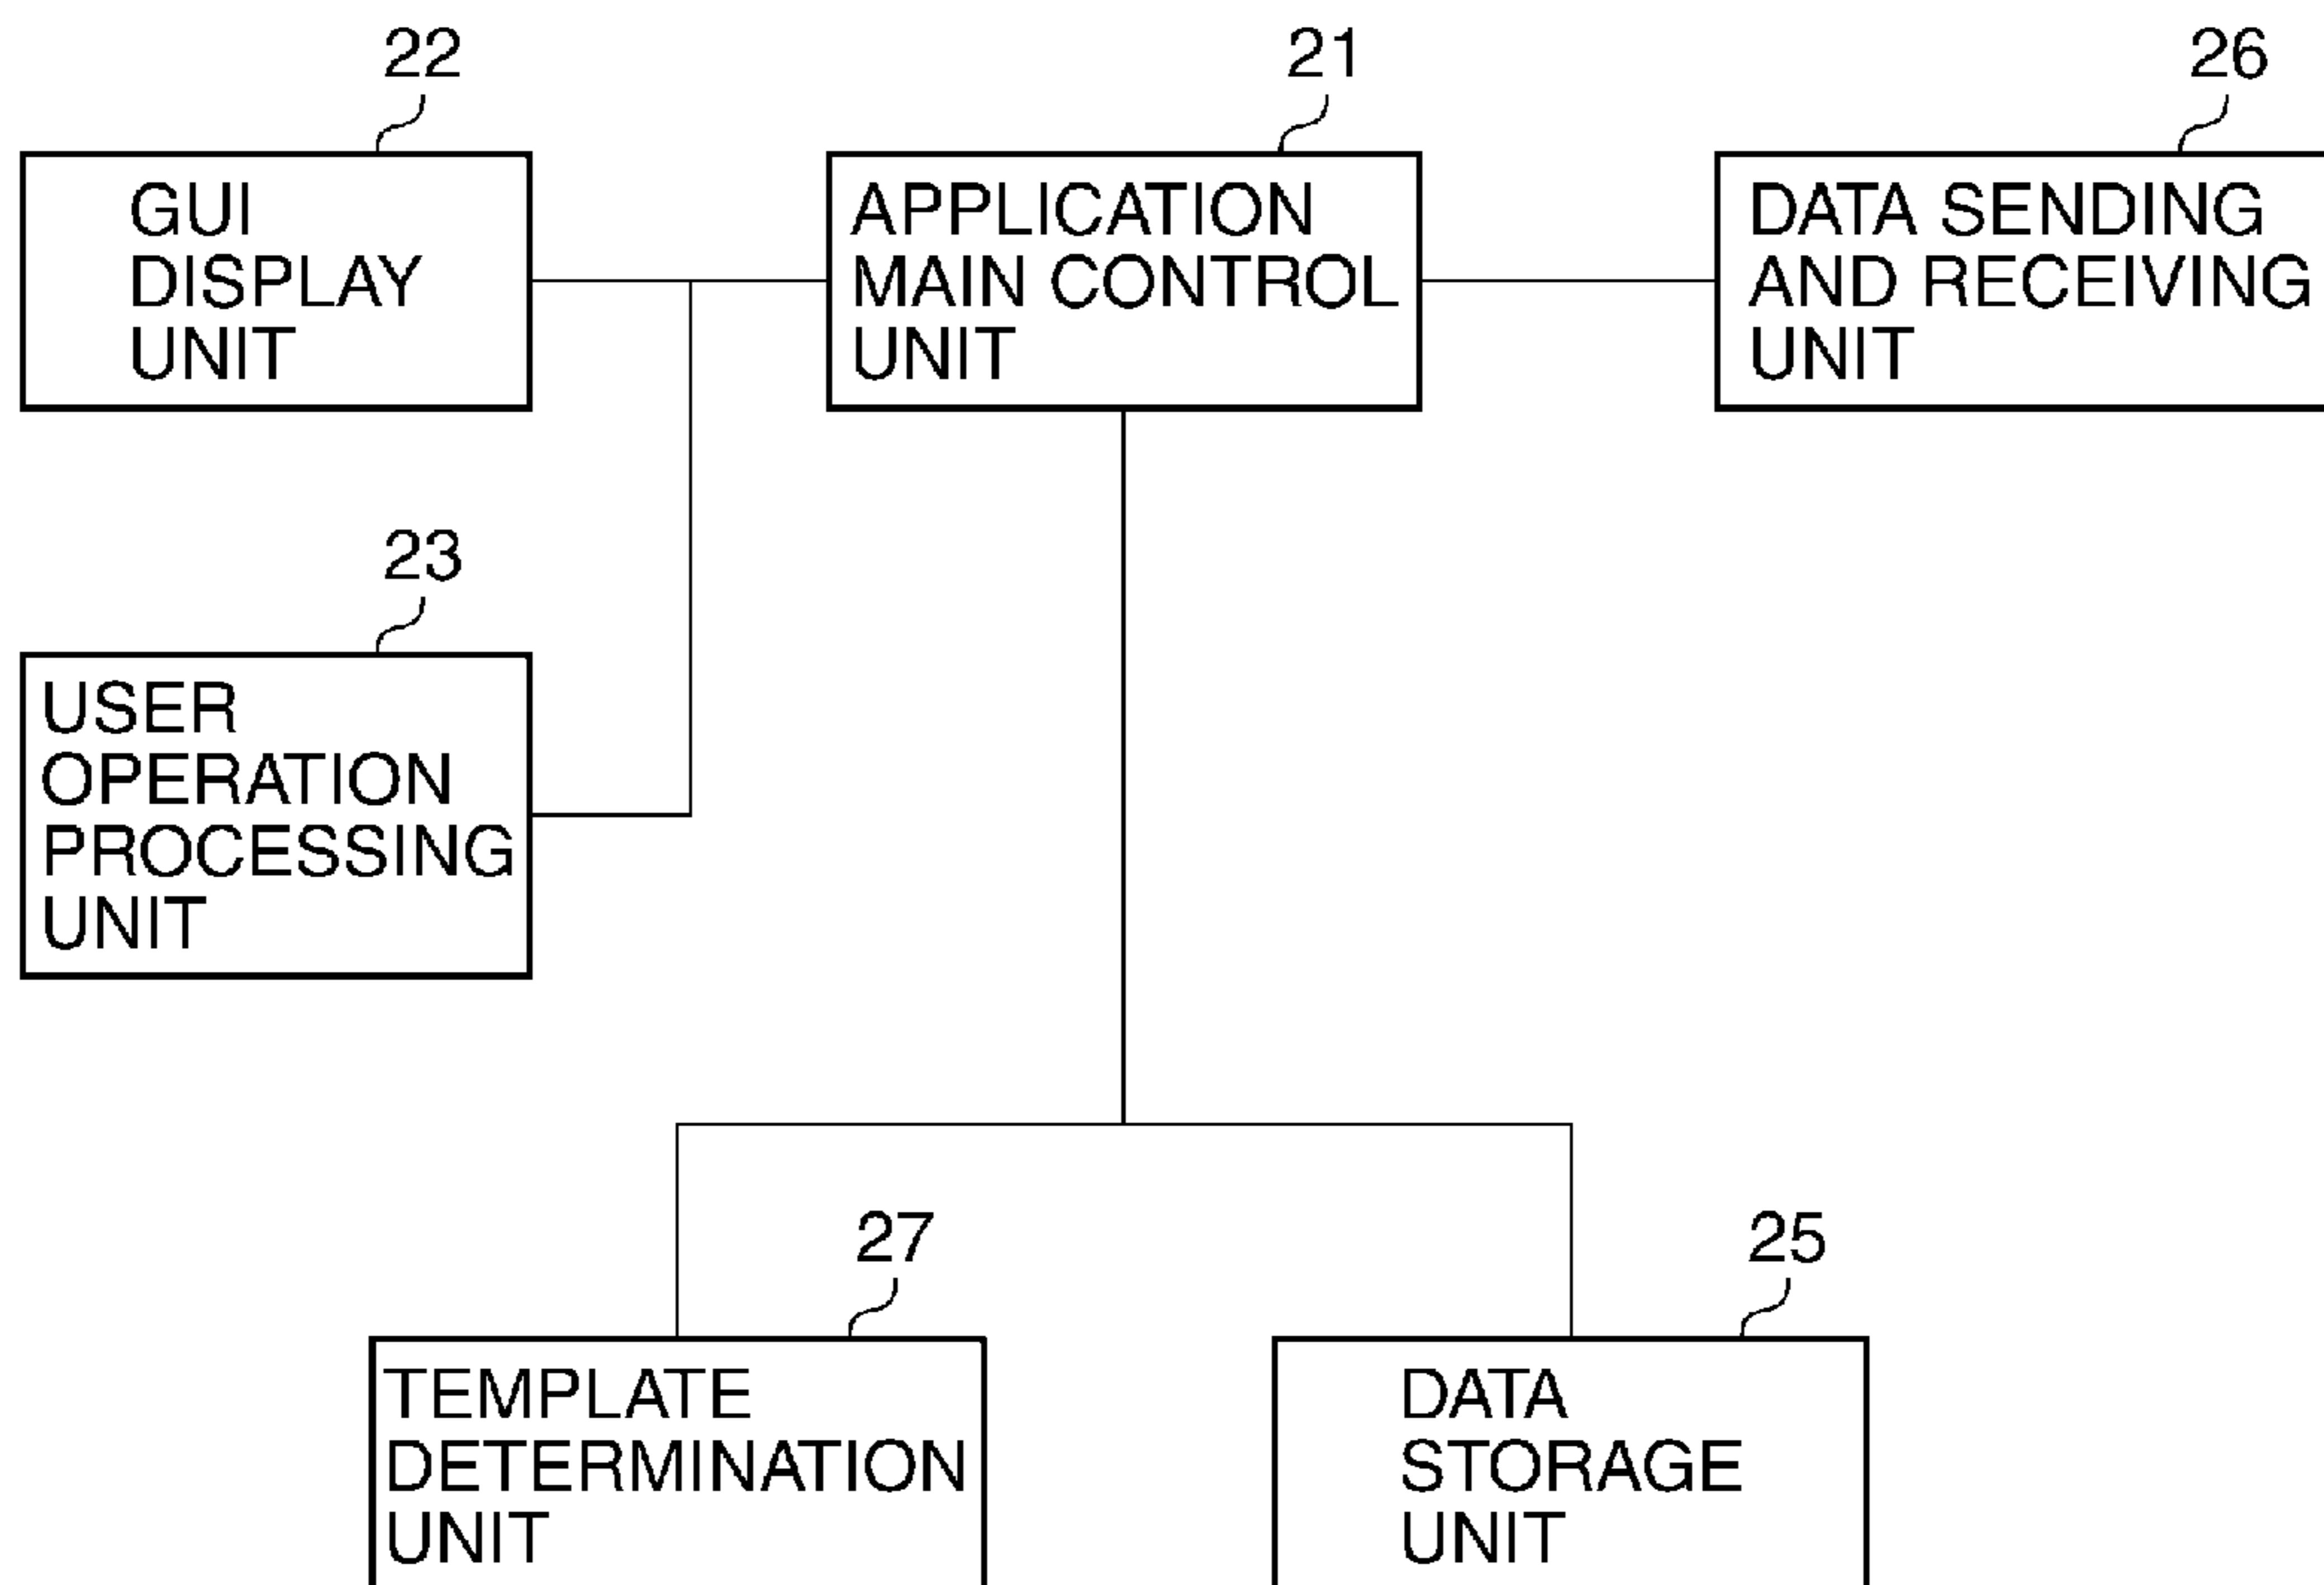 22
21
26
GUI
DISPLAY
UNIT
APPLICATION
MAIN CONTROL
UNIT
DATA SENDING
AND RECEIVING
UNIT
23
USER
OPERATION
PROCESSING
UNIT
27
25
TEMPLATE
DETERMINATION
UNIT
DATA
STORAGE
UNIT